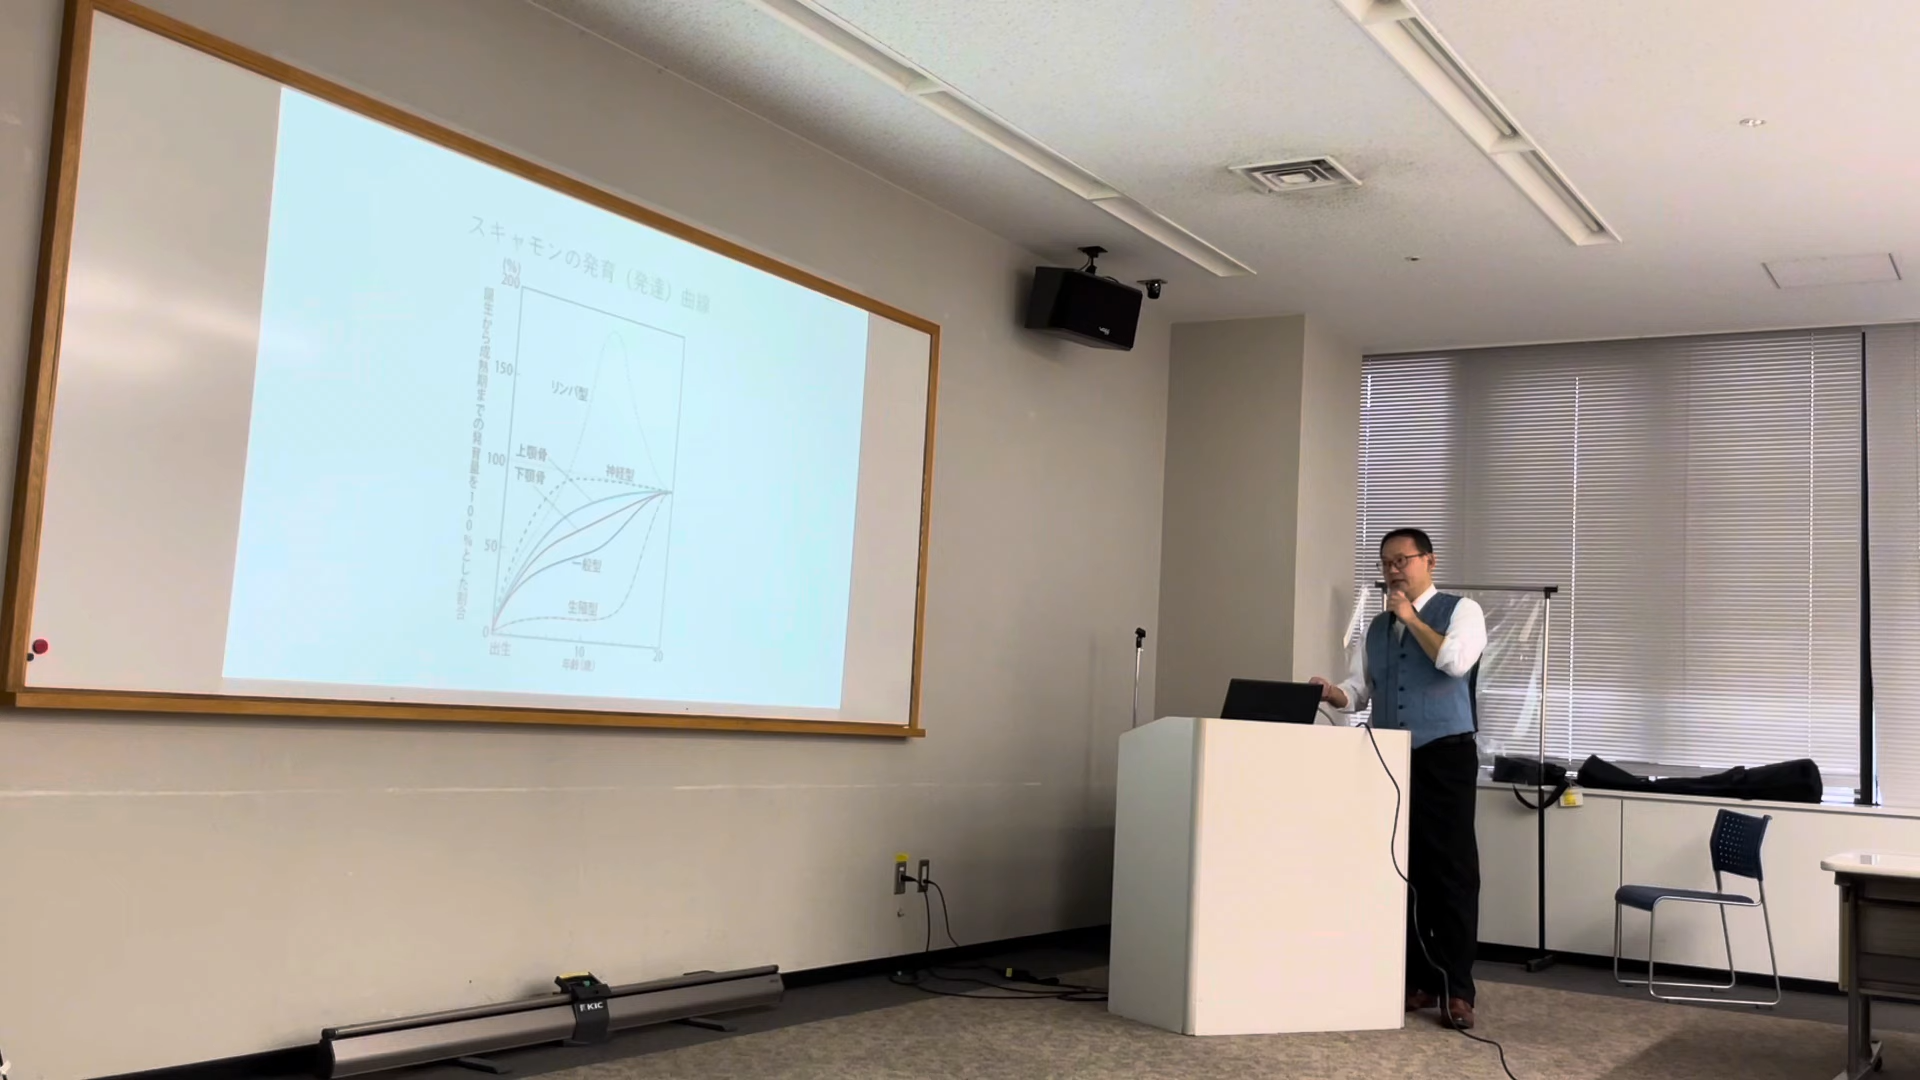 スキャモンの発育（発達）曲線
(%)
200
誕生から成熟期までの発育量を100%とした割合
150
リンパ型
100
上顎骨
下顎骨
神経型
50
一般型
生殖型
0
出生
10
20
年齢(歳)
KIC